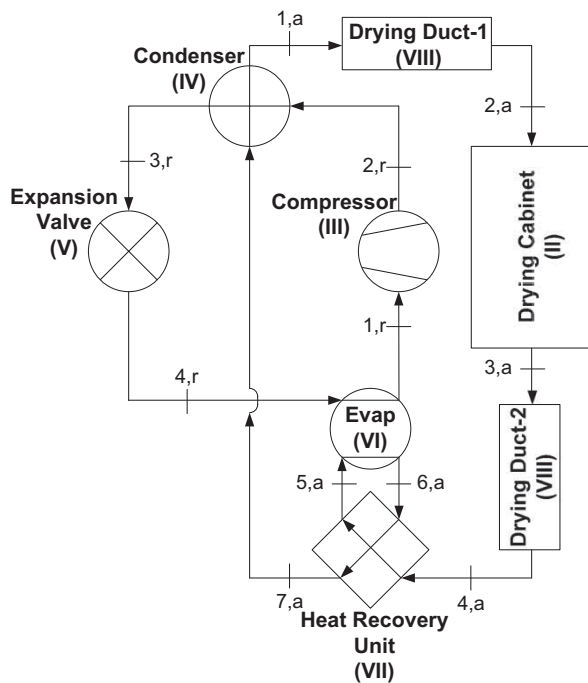 1,a
Drying Duct-1
(VIII)
Condenser
(IV)
2,a
3,r
2,r
Expansion
Valve
(V)
Compressor
(III)
Drying Cabinet
(II)
1,r
4,r
3,a
Evap
(VI)
Drying Duct-2
(VIII)
5,a
6,a
7,a
4,a
Heat Recovery
Unit
(VII)